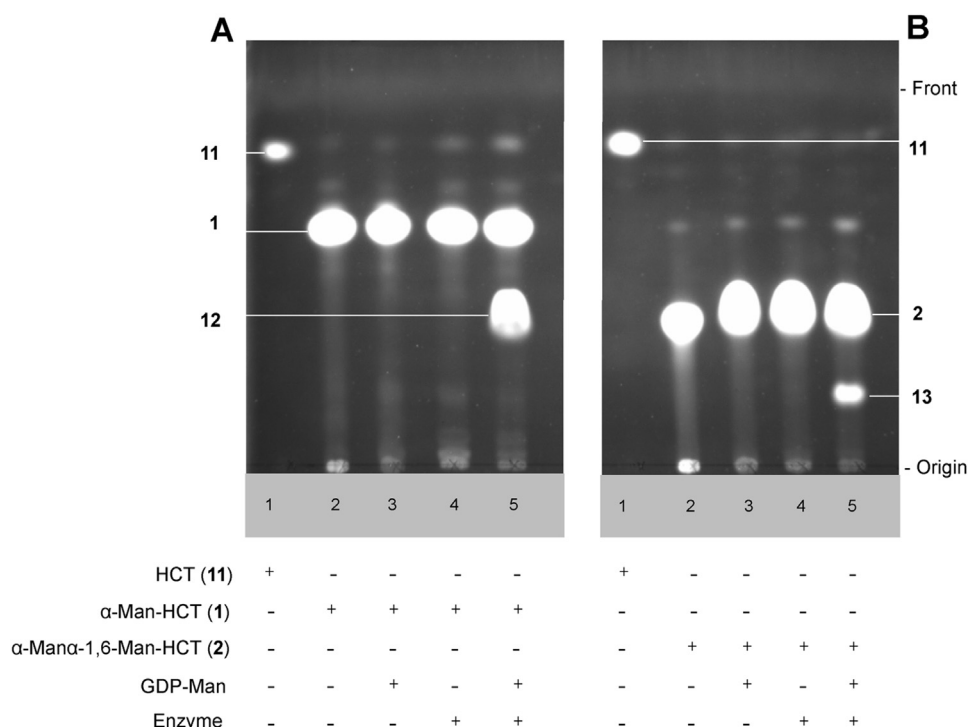 A
B
- Front
11
11
1
12
2
13
- Origin
1 2 3 4 5
1 2 3 4 5
HCT (11) + - - - - + - - - -
α-Man-HCT (1) - + + + + - - - - -
α-Manα-1,6-Man-HCT (2) - - - - - - + + + +
GDP-Man - - + - + - - + - +
Enzyme - - - + + - - - + +